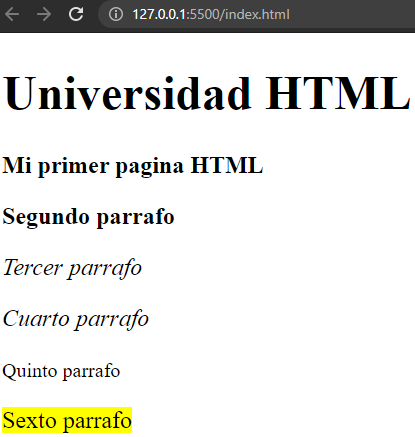 127.0.0.1:5500/index.html
Universidad HTML
Mi primer pagina HTML
Segundo parrafo
Tercer parrafo
Cuarto parrafo
Quinto parrafo
Sexto parrafo